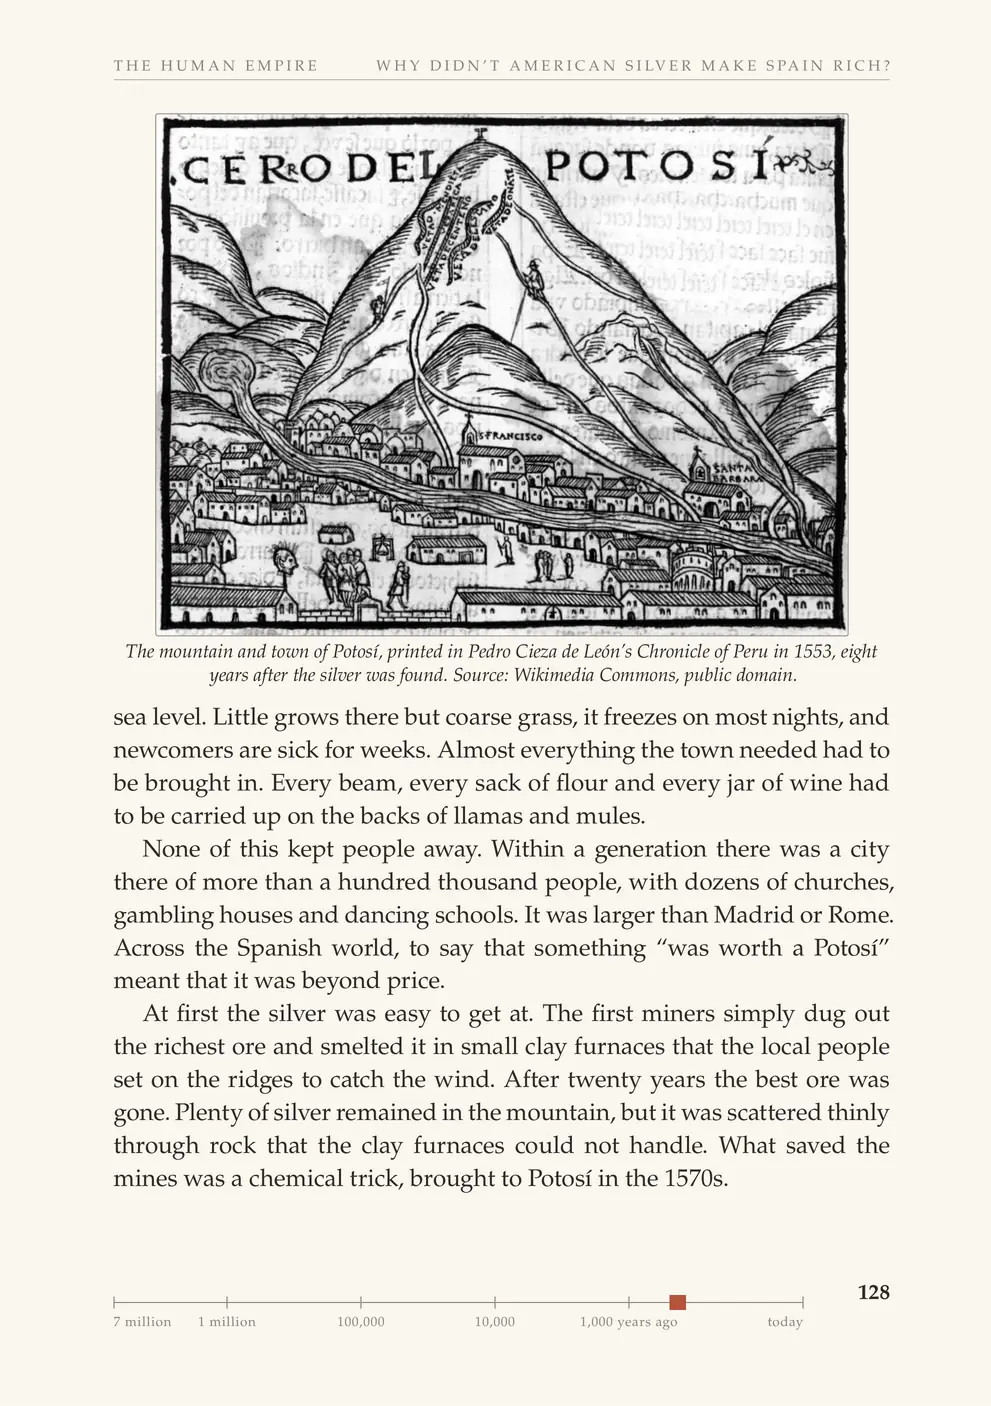 THE HUMAN EMPIRE
WHY DIDN’T AMERICAN SILVER MAKE SPAIN RICH?
.CERRO DEL POTOSÍ
S·FRANCISCO
SANTA
BARBARA
The mountain and town of Potosí, printed in Pedro Cieza de León’s Chronicle of Peru in 1553, eight
years after the silver was found. Source: Wikimedia Commons, public domain.
sea level. Little grows there but coarse grass, it freezes on most nights, and
newcomers are sick for weeks. Almost everything the town needed had to
be brought in. Every beam, every sack of flour and every jar of wine had
to be carried up on the backs of llamas and mules.
None of this kept people away. Within a generation there was a city
there of more than a hundred thousand people, with dozens of churches,
gambling houses and dancing schools. It was larger than Madrid or Rome.
Across the Spanish world, to say that something “was worth a Potosí”
meant that it was beyond price.
At first the silver was easy to get at. The first miners simply dug out
the richest ore and smelted it in small clay furnaces that the local people
set on the ridges to catch the wind. After twenty years the best ore was
gone. Plenty of silver remained in the mountain, but it was scattered thinly
through rock that the clay furnaces could not handle. What saved the
mines was a chemical trick, brought to Potosí in the 1570s.
128
7 million 1 million 100,000 10,000 1,000 years ago today